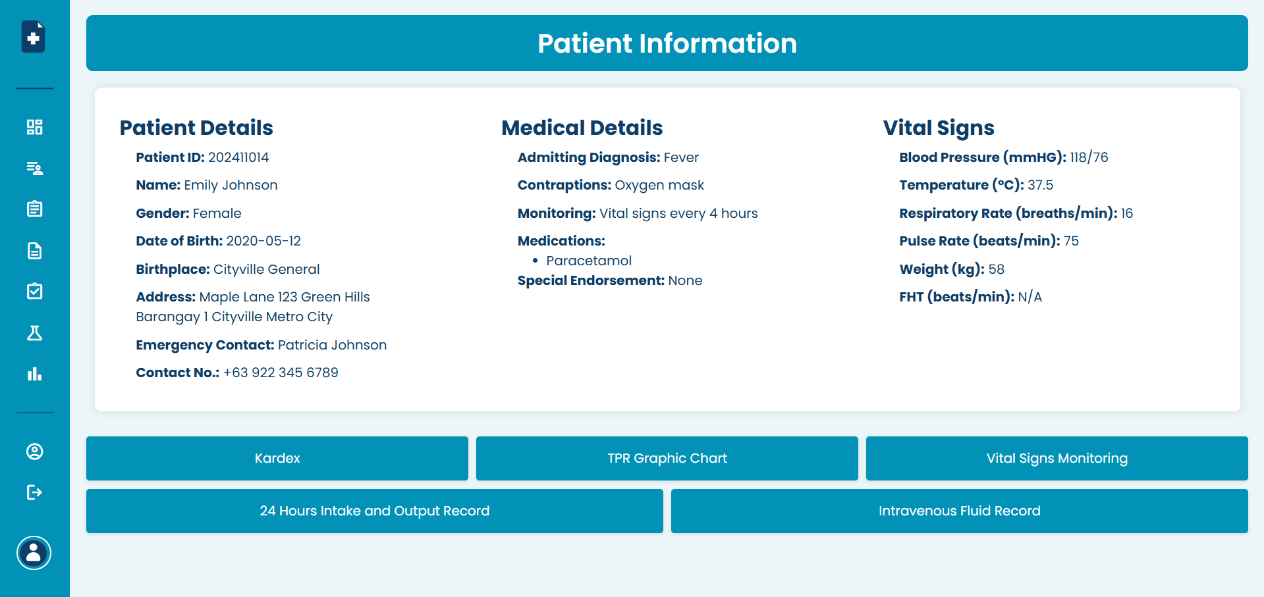 Patient Information
Patient Details
Patient ID: 202411014
Name: Emily Johnson
Gender: Female
Date of Birth: 2020-05-12
Birthplace: Cityville General
Address: Maple Lane 123 Green Hills
Barangay 1 Cityville Metro City
Emergency Contact: Patricia Johnson
Contact No.: +63 922 345 6789
Medical Details
Admitting Diagnosis: Fever
Contraptions: Oxygen mask
Monitoring: Vital signs every 4 hours
Medications:
• Paracetamol
Special Endorsement: None
Vital Signs
Blood Pressure (mmHG): 118/76
Temperature (°C): 37.5
Respiratory Rate (breaths/min): 16
Pulse Rate (beats/min): 75
Weight (kg): 58
FHT (beats/min): N/A
Kardex
TPR Graphic Chart
Vital Signs Monitoring
24 Hours Intake and Output Record
Intravenous Fluid Record